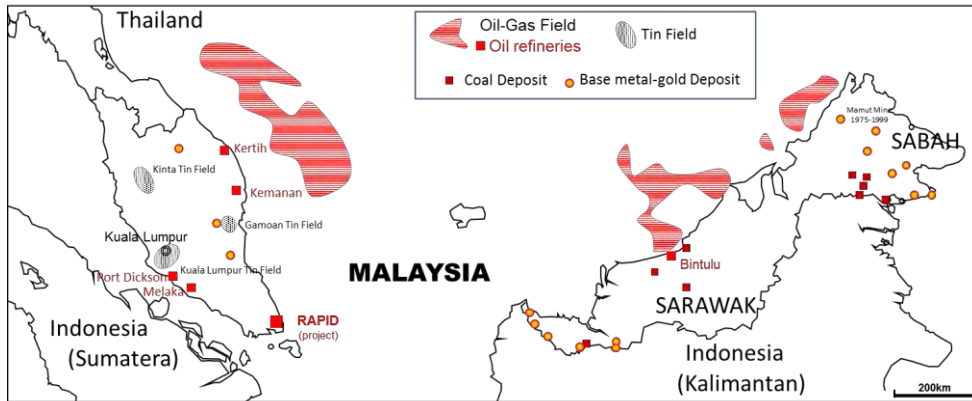 Thailand
Oil-Gas Field
Oil refineries
Tin Field
Coal Deposit
Base metal-gold Deposit
Mamut Mine
1975-1999
SABAH
Kertih
Kinta Tin Field
Kemanan
Gamoan Tin Field
Kuala Lumpur
Kuala Lumpur Tin Field
Port Dickson
Melaka
MALAYSIA
Bintulu
SARAWAK
RAPID
(project)
Indonesia
(Sumatera)
Indonesia
(Kalimantan)
200km